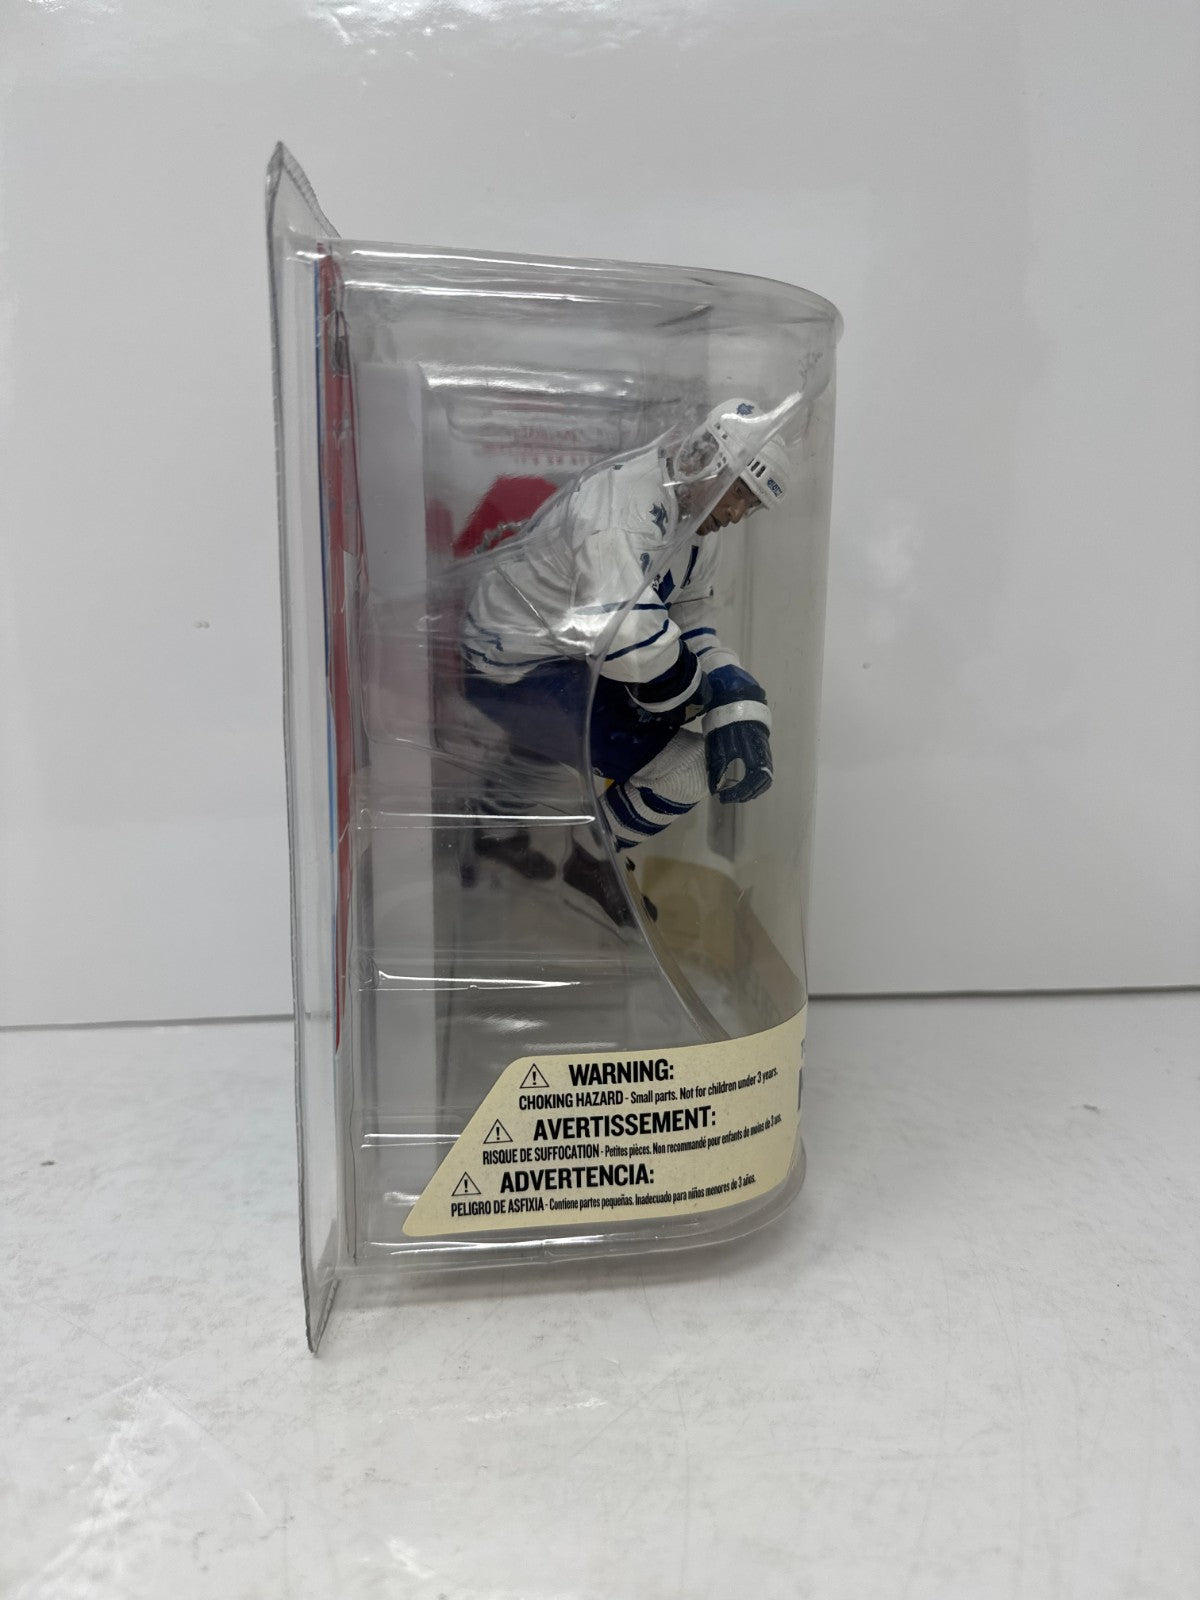 WARNING:
CHOKING HAZARD - Small parts. Not for children under 3 years.
AVERTISSEMENT:
RISQUE DE SUFFOCATION - Petites pièces. Non recommandé pour enfants de moins de 3 ans.
ADVERTENCIA:
PELIGRO DE ASFIXIA - Contiene partes pequeñas. Inadecuado para niños menores de 3 años.